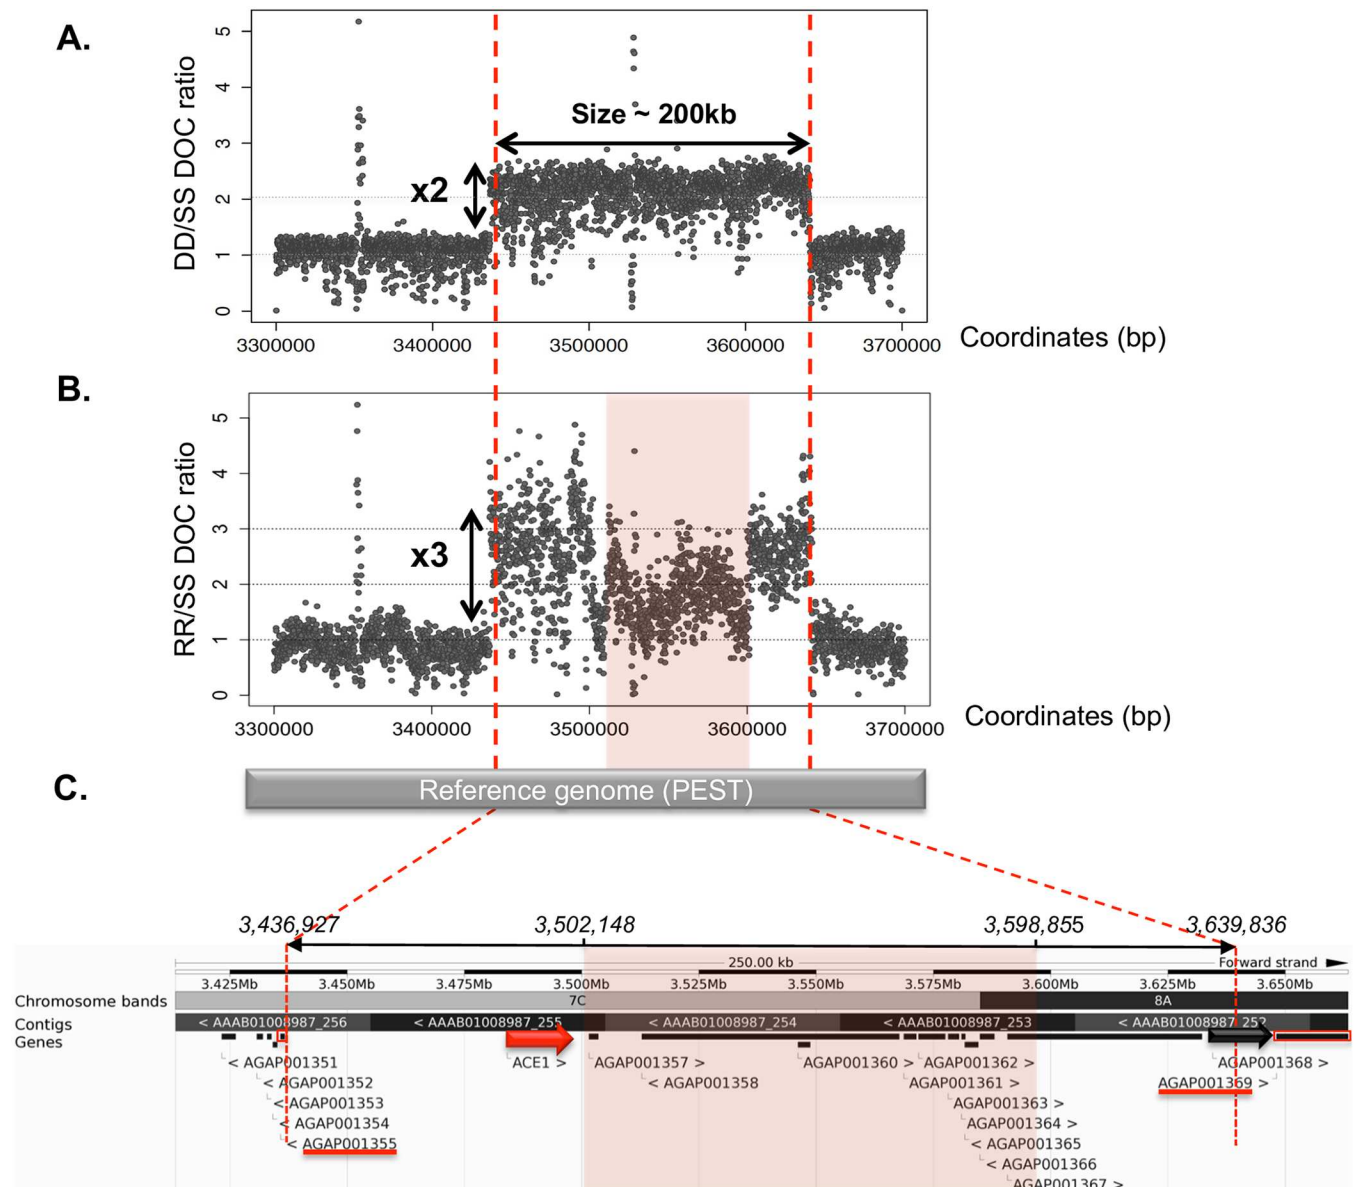 A.
DD/SS DOC ratio
5
4
3
2
1
0
Size ~ 200kb
x2
3300000 3400000 3500000 3600000 3700000
Coordinates (bp)
B.
RR/SS DOC ratio
5
4
3
2
1
0
x3
3300000 3400000 3500000 3600000 3700000
Coordinates (bp)
C.
Reference genome (PEST)
3,436,927 3,502,148 3,598,855 3,639,836
250.00 kb Forward strand
3.425Mb 3.450Mb 3.475Mb 3.500Mb 3.525Mb 3.550Mb 3.575Mb 3.600Mb 3.625Mb 3.650Mb
Chromosome bands 7C 8A
Contigs < AAAB01008987_256 < AAAB01008987_255 < AAAB01008987_254 < AAAB01008987_253 < AAAB01008987_252
Genes
< AGAP001351 ACE1 > AGAP001357 > AGAP001360 > AGAP001362 > AGAP001368 >
< AGAP001352 < AGAP001358 AGAP001361 > AGAP001369 >
< AGAP001353 AGAP001363 >
< AGAP001354 AGAP001364 >
< AGAP001355 < AGAP001365
< AGAP001366
AGAP001367 >